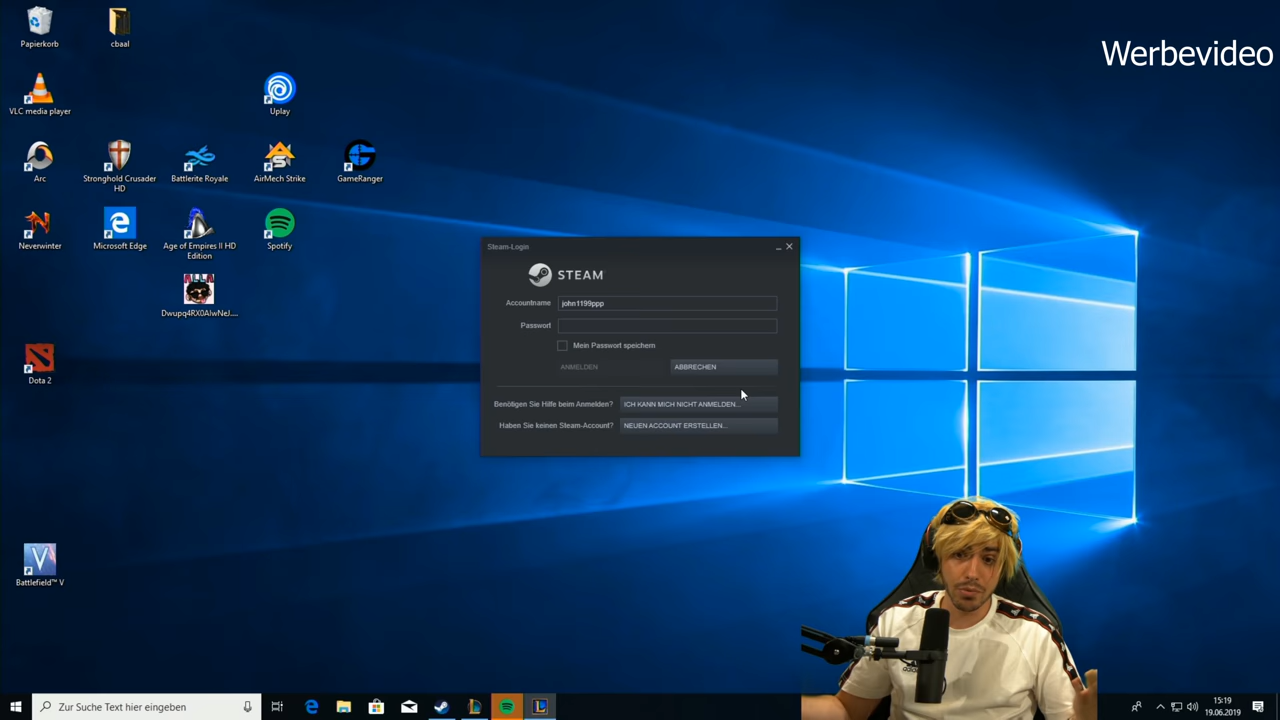 Werbevideo
Papierkorb
cbaal
VLC media player
Uplay
Arc
Stronghold Crusader
HD
Battlerite Royale
AirMech Strike
GameRanger
Neverwinter
Microsoft Edge
Age of Empires II HD
Edition
Spotify
Dwupq4RX0AlwNeJ....
Dota 2
Battlefield™ V
Steam-Login
STEAM
Accountname
john1199ppp
Passwort
Mein Passwort speichern
ANMELDEN
ABBRECHEN
Benötigen Sie Hilfe beim Anmelden?
ICH KANN MICH NICHT ANMELDEN...
Haben Sie keinen Steam-Account?
NEUEN ACCOUNT ERSTELLEN...
adidas
Zur Suche Text hier eingeben
15:19
19.06.2019